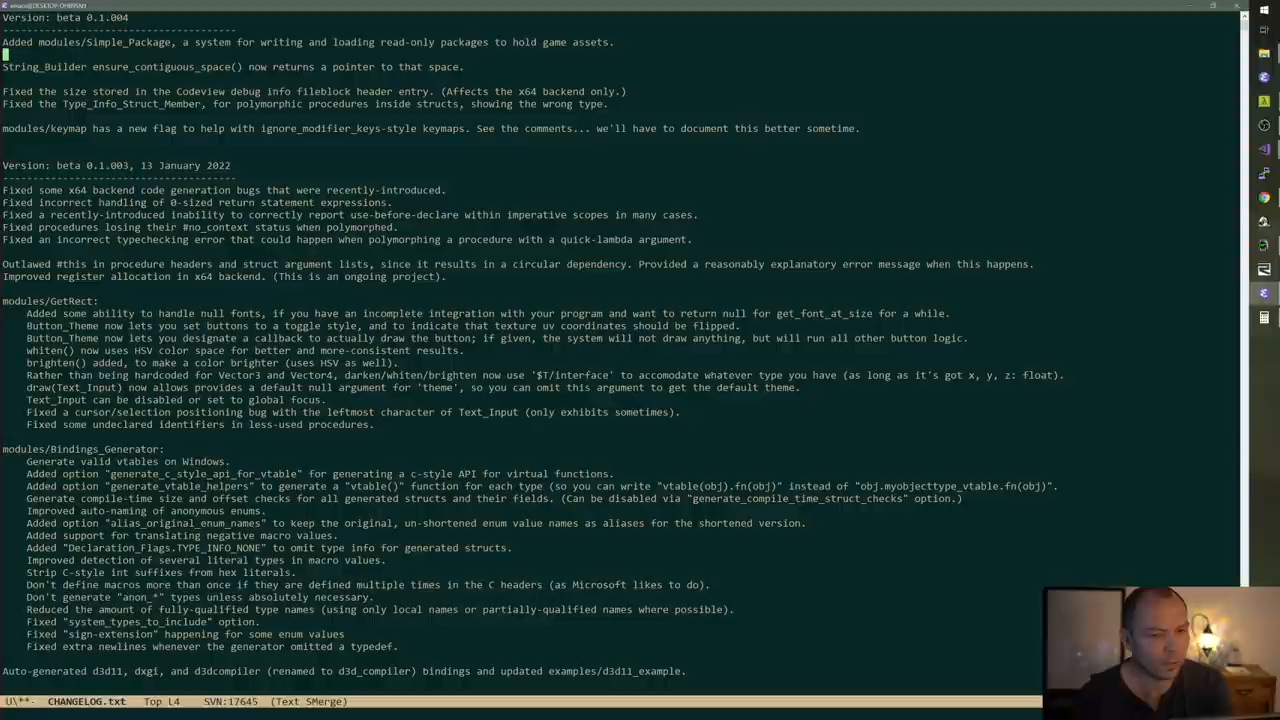 Version: beta 0.1.004
---------------------------------------
Added modules/Simple_Package, a system for writing and loading read-only packages to hold game assets.
String_Builder ensure_contiguous_space() now returns a pointer to that space.
Fixed the size stored in the Codeview debug info fileblock header entry. (Affects the x64 backend only.)
Fixed the Type_Info_Struct_Member, for polymorphic procedures inside structs, showing the wrong type.
modules/keymap has a new flag to help with ignore_modifier_keys-style keymaps. See the comments... we'll have to document this better sometime.
Version: beta 0.1.003, 13 January 2022
---------------------------------------
Fixed some x64 backend code generation bugs that were recently-introduced.
Fixed incorrect handling of 0-sized return statement expressions.
Fixed a recently-introduced inability to correctly report use-before-declare within imperative scopes in many cases.
Fixed procedures losing their #no_context status when polymorphed.
Fixed an incorrect typechecking error that could happen when polymorphing a procedure with a quick-lambda argument.
Outlawed #this in procedure headers and struct argument lists, since it results in a circular dependency. Provided a reasonably explanatory error message when this happens.
Improved register allocation in x64 backend. (This is an ongoing project).
modules/GetRect:
Added some ability to handle null fonts, if you have an incomplete integration with your program and want to return null for get_font_at_size for a while.
Button_Theme now lets you set buttons to a toggle style, and to indicate that texture uv coordinates should be flipped.
Button_Theme now lets you designate a callback to actually draw the button; if given, the system will not draw anything, but will run all other button logic.
whiten() now uses HSV color space for better and more-consistent results.
brighten() added, to make a color brighter (uses HSV as well).
Rather than being hardcoded for Vector3 and Vector4, darken/whiten/brighten now use '$T/interface' to accomodate whatever type you have (as long as it's got x, y, z: float).
draw(Text_Input) now allows provides a default null argument for 'theme', so you can omit this argument to get the default theme.
Text_Input can be disabled or set to global focus.
Fixed a cursor/selection positioning bug with the leftmost character of Text_Input (only exhibits sometimes).
Fixed some undeclared identifiers in less-used procedures.
modules/Bindings_Generator:
Generate valid vtables on Windows.
Added option "generate_c_style_api_for_vtable" for generating a c-style API for virtual functions.
Added option "generate_vtable_helpers" to generate a "vtable()" function for each type (so you can write "vtable(obj).fn(obj)" instead of "obj.myobjecttype_vtable.fn(obj)".
Generate compile-time size and offset checks for all generated structs and their fields. (Can be disabled via "generate_compile_time_struct_checks" option.)
Improved auto-naming of anonymous enums.
Added option "alias_original_enum_names" to keep the original, un-shortened enum value names as aliases for the shortened version.
Added support for translating negative macro values.
Added "Declaration_Flags.TYPE_INFO_NONE" to omit type info for generated structs.
Improved detection of several literal types in macro values.
Strip C-style int suffixes from hex literals.
Don't define macros more than once if they are defined multiple times in the C headers (as Microsoft likes to do).
Don't generate "anon_*" types unless absolutely necessary.
Reduced the amount of fully-qualified type names (using only local names or partially-qualified names where possible).
Fixed "system_types_to_include" option.
Fixed "sign-extension" happening for some enum values
Fixed extra newlines whenever the generator omitted a typedef.
Auto-generated d3d11, dxgi, and d3dcompiler (renamed to d3d_compiler) bindings and updated examples/d3d11_example.
U\**- CHANGELOG.txt Top L4 SVN:17645 (Text SMerge)